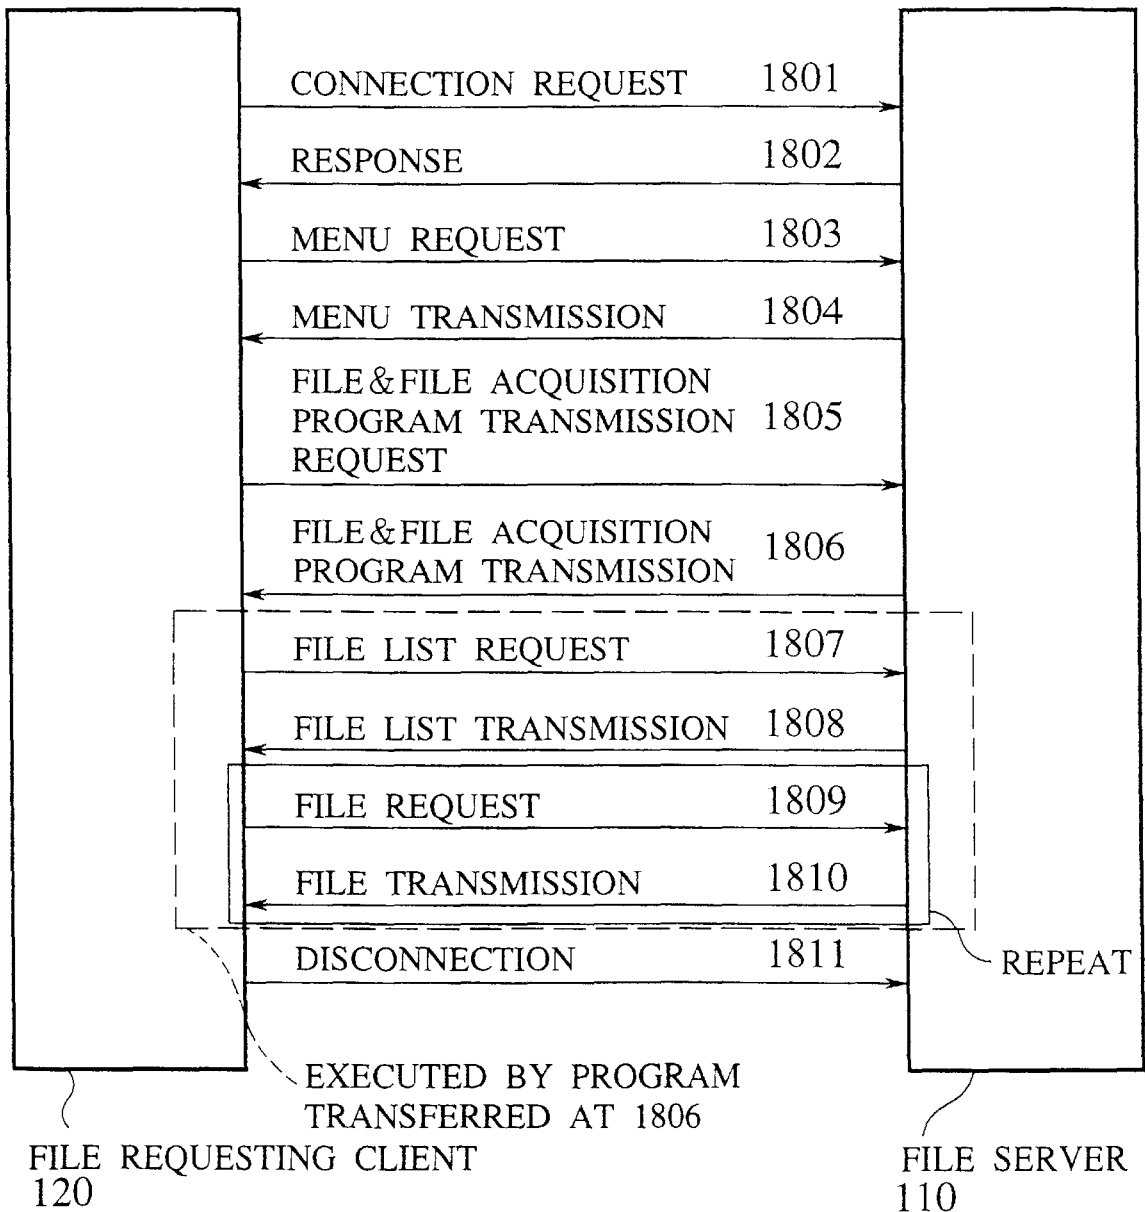 CONNECTION REQUEST 1801
RESPONSE 1802
MENU REQUEST 1803
MENU TRANSMISSION 1804
FILE&FILE ACQUISITION
PROGRAM TRANSMISSION 1805
REQUEST
FILE&FILE ACQUISITION
PROGRAM TRANSMISSION 1806
FILE LIST REQUEST 1807
FILE LIST TRANSMISSION 1808
FILE REQUEST 1809
FILE TRANSMISSION 1810
DISCONNECTION 1811
REPEAT
EXECUTED BY PROGRAM
TRANSFERRED AT 1806
FILE REQUESTING CLIENT
120
FILE SERVER
110